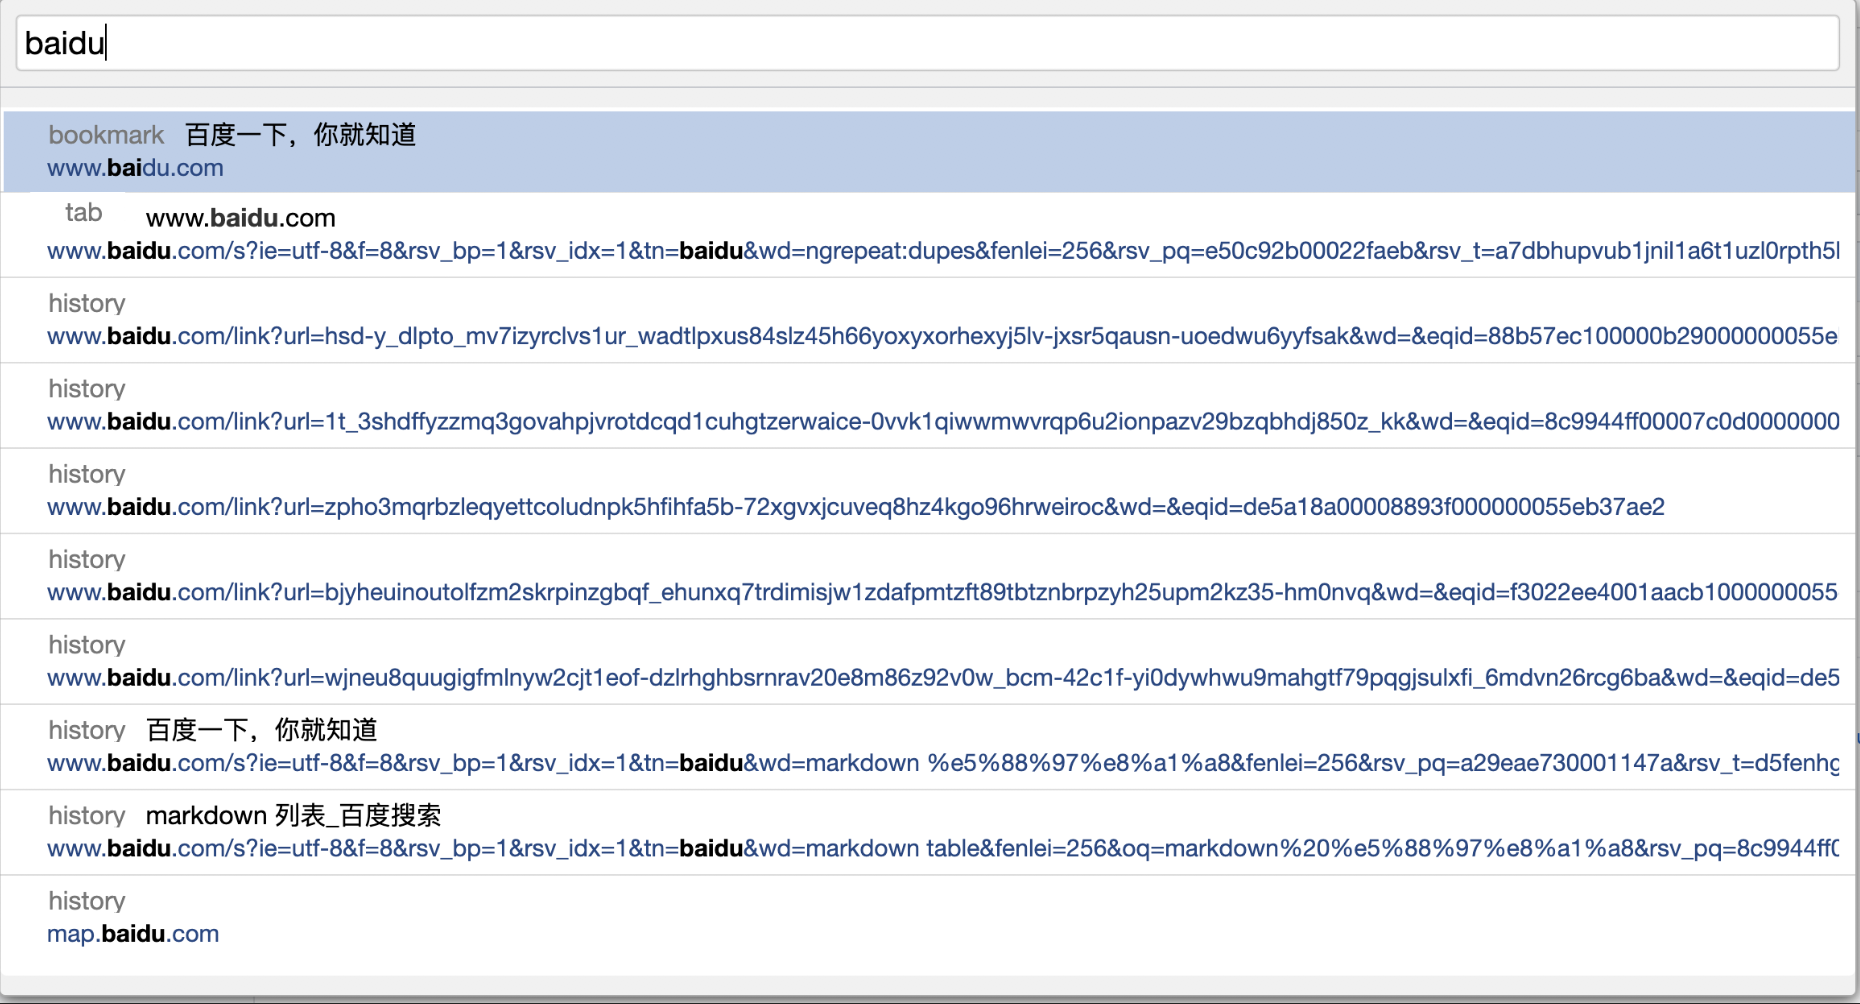 baidu
bookmark 百度一下，你就知道
www.baidu.com
tab www.baidu.com
www.baidu.com/s?ie=utf-8&f=8&rsv_bp=1&rsv_idx=1&tn=baidu&wd=ngrepeat:dupes&fenlei=256&rsv_pq=e50c92b00022faeb&rsv_t=a7dbhupvub1jnil1a6t1uzl0rpth5l
history
www.baidu.com/link?url=hsd-y_dlpto_mv7izyrclvs1ur_wadtlpxus84slz45h66yoxyxorhexyj5lv-jxsr5qausn-uoedwu6yyfsak&wd=&eqid=88b57ec100000b29000000055e
history
www.baidu.com/link?url=1t_3shdffyzzmq3govahpjvrotdcqd1cuhgtzerwaice-0vvk1qiwwmwvrqp6u2ionpazv29bzqbhdj850z_kk&wd=&eqid=8c9944ff00007c0d0000000
history
www.baidu.com/link?url=zpho3mqrbzleqyettcoludnpk5hfihfa5b-72xgvxjcuveq8hz4kgo96hrweiroc&wd=&eqid=de5a18a00008893f000000055eb37ae2
history
www.baidu.com/link?url=bjyheuinoutolfzm2skrpinzgbqf_ehunxq7trdimisjw1zdafpmtzft89tbtznbrpzyh25upm2kz35-hm0nvq&wd=&eqid=f3022ee4001aacb1000000055
history
www.baidu.com/link?url=wjneu8quugigfmlnyw2cjt1eof-dzlrhghbsrnrav20e8m86z92v0w_bcm-42c1f-yi0dywhwu9mahgtf79pqgjsulxfi_6mdvn26rcg6ba&wd=&eqid=de5
history 百度一下，你就知道
www.baidu.com/s?ie=utf-8&f=8&rsv_bp=1&rsv_idx=1&tn=baidu&wd=markdown %e5%88%97%e8%a1%a8&fenlei=256&rsv_pq=a29eae730001147a&rsv_t=d5fenhg
history markdown 列表_百度搜索
www.baidu.com/s?ie=utf-8&f=8&rsv_bp=1&rsv_idx=1&tn=baidu&wd=markdown table&fenlei=256&oq=markdown%20%e5%88%97%e8%a1%a8&rsv_pq=8c9944ff0
history
map.baidu.com